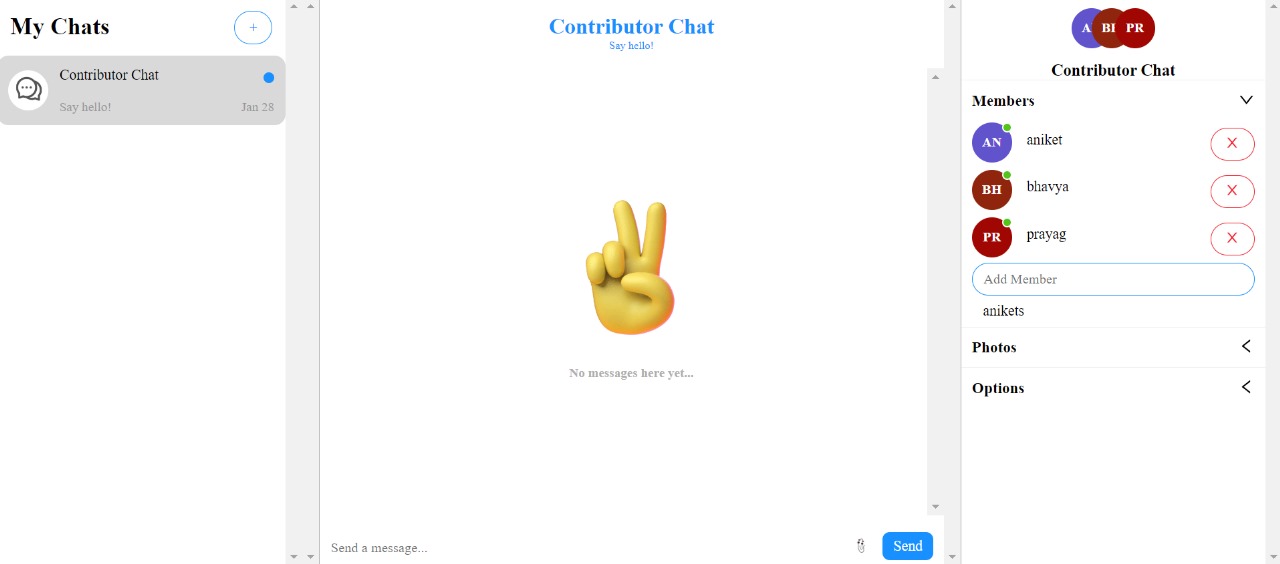 My Chats
+
Contributor Chat
Say hello!
Jan 28
Contributor Chat
Say hello!
No messages here yet...
Send a message...
Send
A BH PR
Contributor Chat
Members
AN aniket X
BH bhavya X
PR prayag X
Add Member
anikets
Photos
Options